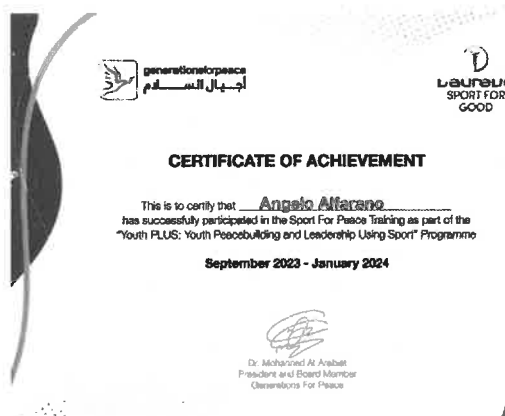 generationsforpeace
أجيال السلام
Laureus
SPORT FOR
GOOD
CERTIFICATE OF ACHIEVEMENT
This is to certify that Angelo Alfarano
has successfully participated in the Sport For Peace Training as part of the
"Youth PLUS: Youth Peacebuilding and Leadership Using Sport" Programme
September 2023 - January 2024
Dr. Mohanned Al Arabiat
President and Board Member
Generations For Peace